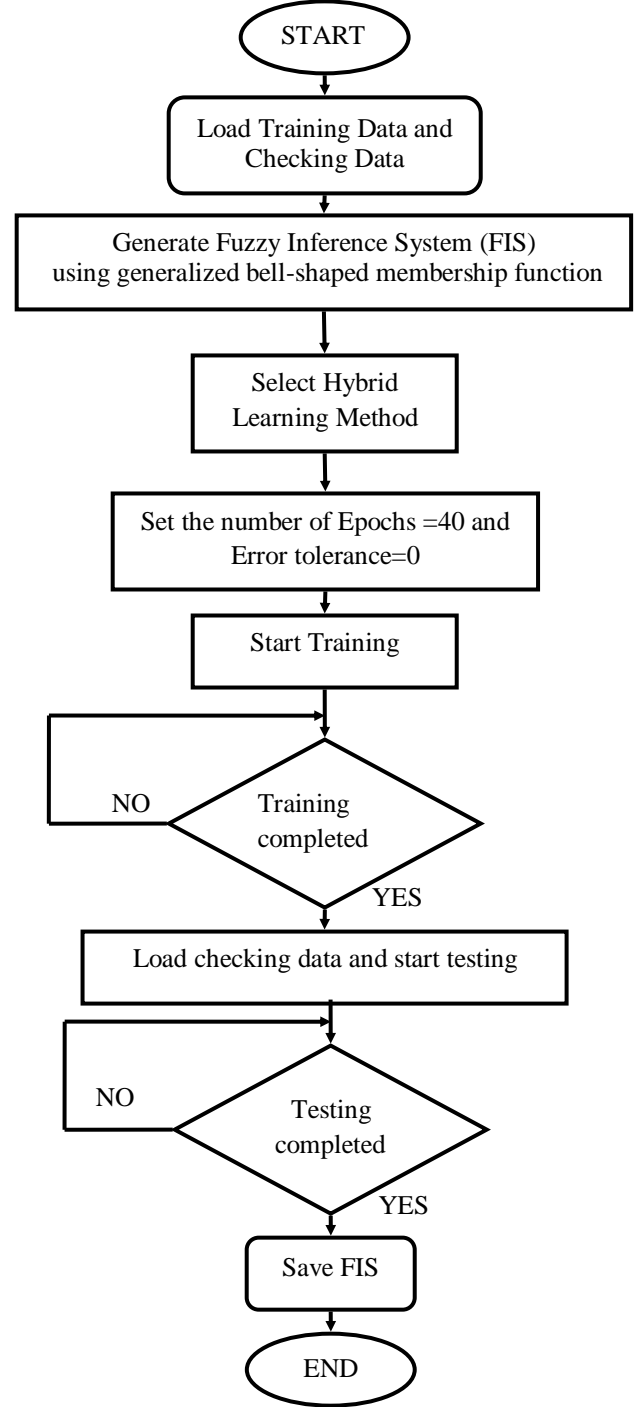 START
Load Training Data and
Checking Data
Generate Fuzzy Inference System (FIS)
using generalized bell-shaped membership function
Select Hybrid
Learning Method
Set the number of Epochs =40 and
Error tolerance=0
Start Training
NO
Training
completed
YES
Load checking data and start testing
NO
Testing
completed
YES
Save FIS
END